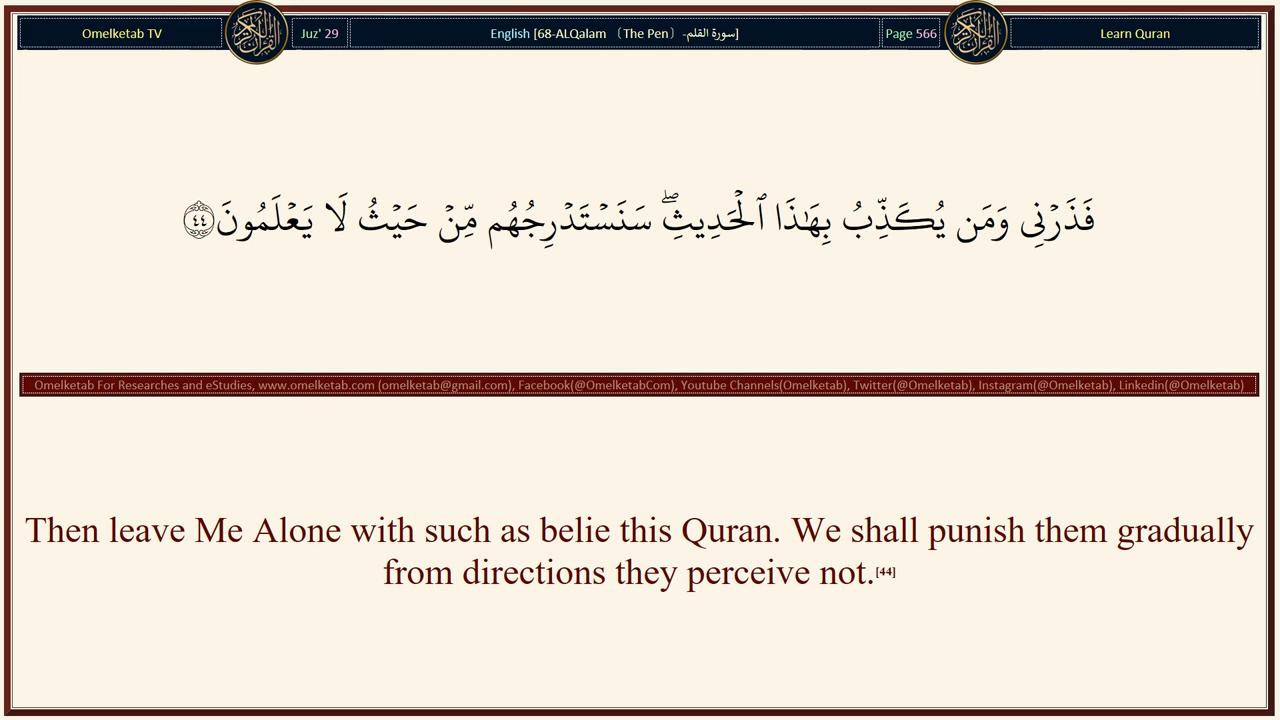 Omelketab TV
Juz' 29
English [68-ALQalam （The Pen） -سورة القلم]
Page 566
Learn Quran
فَذَرۡنِي وَمَن يُكَذِّبُ بِهَٰذَا ٱلۡحَدِيثِۖ سَنَسۡتَدۡرِجُهُم مِّنۡ حَيۡثُ لَا يَعۡلَمُونَ ٤٤
Omelketab For Researches and eStudies, www.omelketab.com (omelketab@gmail.com), Facebook(@OmelketabCom), Youtube Channels(Omelketab), Twitter(@Omelketab), Instagram(@Omelketab), Linkedin(@Omelketab)
Then leave Me Alone with such as belie this Quran. We shall punish them gradually
from directions they perceive not.[44]